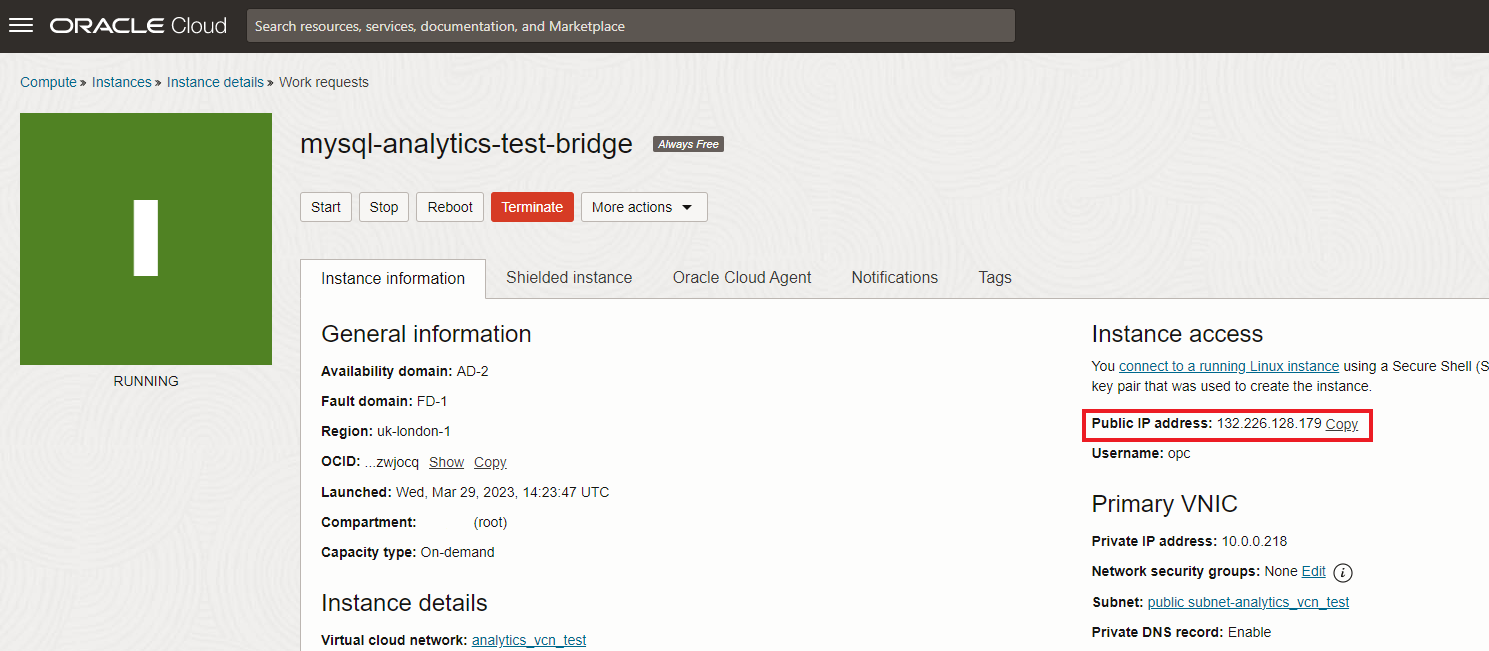 ORACLE Cloud
Search resources, services, documentation, and Marketplace
Compute » Instances » Instance details » Work requests
mysql-analytics-test-bridge
Always Free
Start
Stop
Reboot
Terminate
More actions
RUNNING
Instance information
Shielded instance
Oracle Cloud Agent
Notifications
Tags
General information
Availability domain: AD-2
Fault domain: FD-1
Region: uk-london-1
OCID: ...zwjocq Show Copy
Launched: Wed, Mar 29, 2023, 14:23:47 UTC
Compartment: (root)
Capacity type: On-demand
Instance details
Virtual cloud network: analytics_vcn_test
Instance access
You connect to a running Linux instance using a Secure Shell (S
key pair that was used to create the instance.
Public IP address: 132.226.128.179 Copy
Username: opc
Primary VNIC
Private IP address: 10.0.0.218
Network security groups: None Edit i
Subnet: public subnet-analytics_vcn_test
Private DNS record: Enable